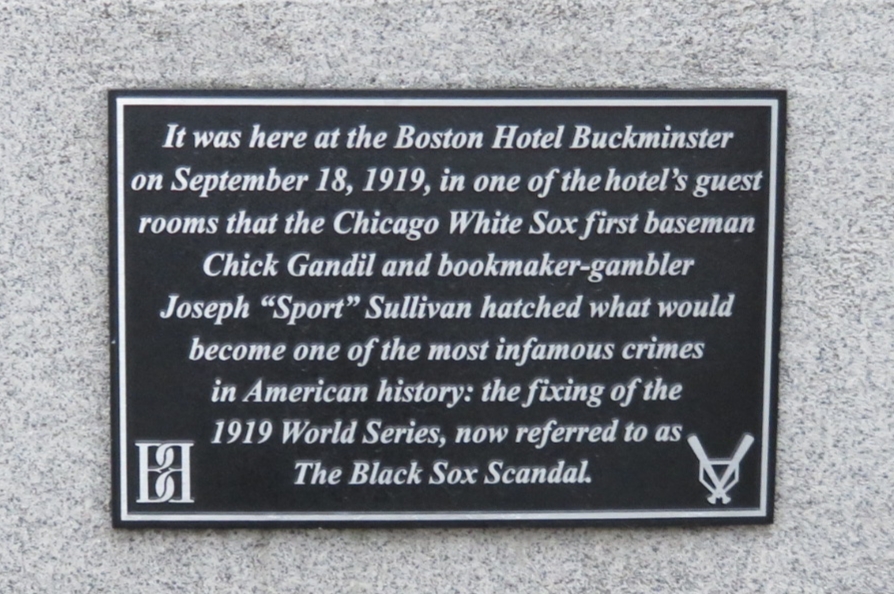 It was here at the Boston Hotel Buckminster
on September 18, 1919, in one of the hotel's guest
rooms that the Chicago White Sox first baseman
Chick Gandil and bookmaker-gambler
Joseph “Sport” Sullivan hatched what would
become one of the most infamous crimes
in American history: the fixing of the
1919 World Series, now referred to as
The Black Sox Scandal.